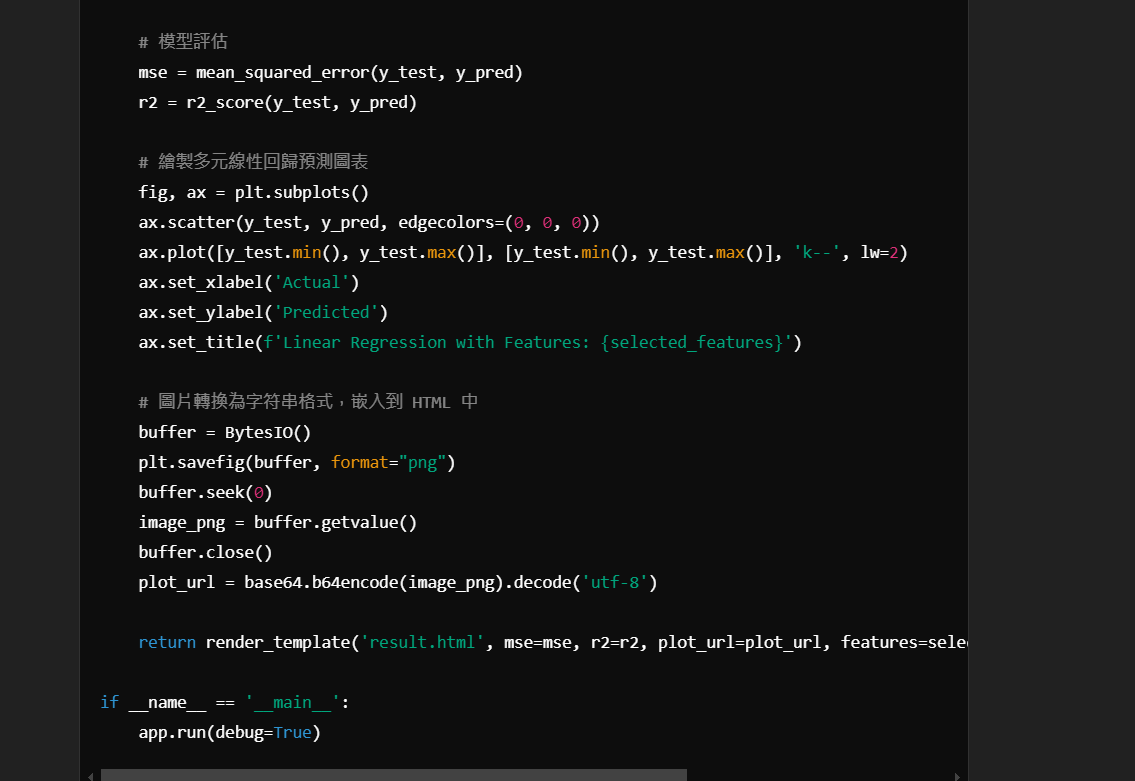 # 模型評估
mse = mean_squared_error(y_test, y_pred)
r2 = r2_score(y_test, y_pred)
# 繪製多元線性回歸預測圖表
fig, ax = plt.subplots()
ax.scatter(y_test, y_pred, edgecolors=(0, 0, 0))
ax.plot([y_test.min(), y_test.max()], [y_test.min(), y_test.max()], 'k--', lw=2)
ax.set_xlabel('Actual')
ax.set_ylabel('Predicted')
ax.set_title(f'Linear Regression with Features: {selected_features}')
# 圖片轉換為字符串格式，嵌入到 HTML 中
buffer = BytesIO()
plt.savefig(buffer, format="png")
buffer.seek(0)
image_png = buffer.getvalue()
buffer.close()
plot_url = base64.b64encode(image_png).decode('utf-8')
return render_template('result.html', mse=mse, r2=r2, plot_url=plot_url, features=sele
if __name__ == '__main__':
app.run(debug=True)